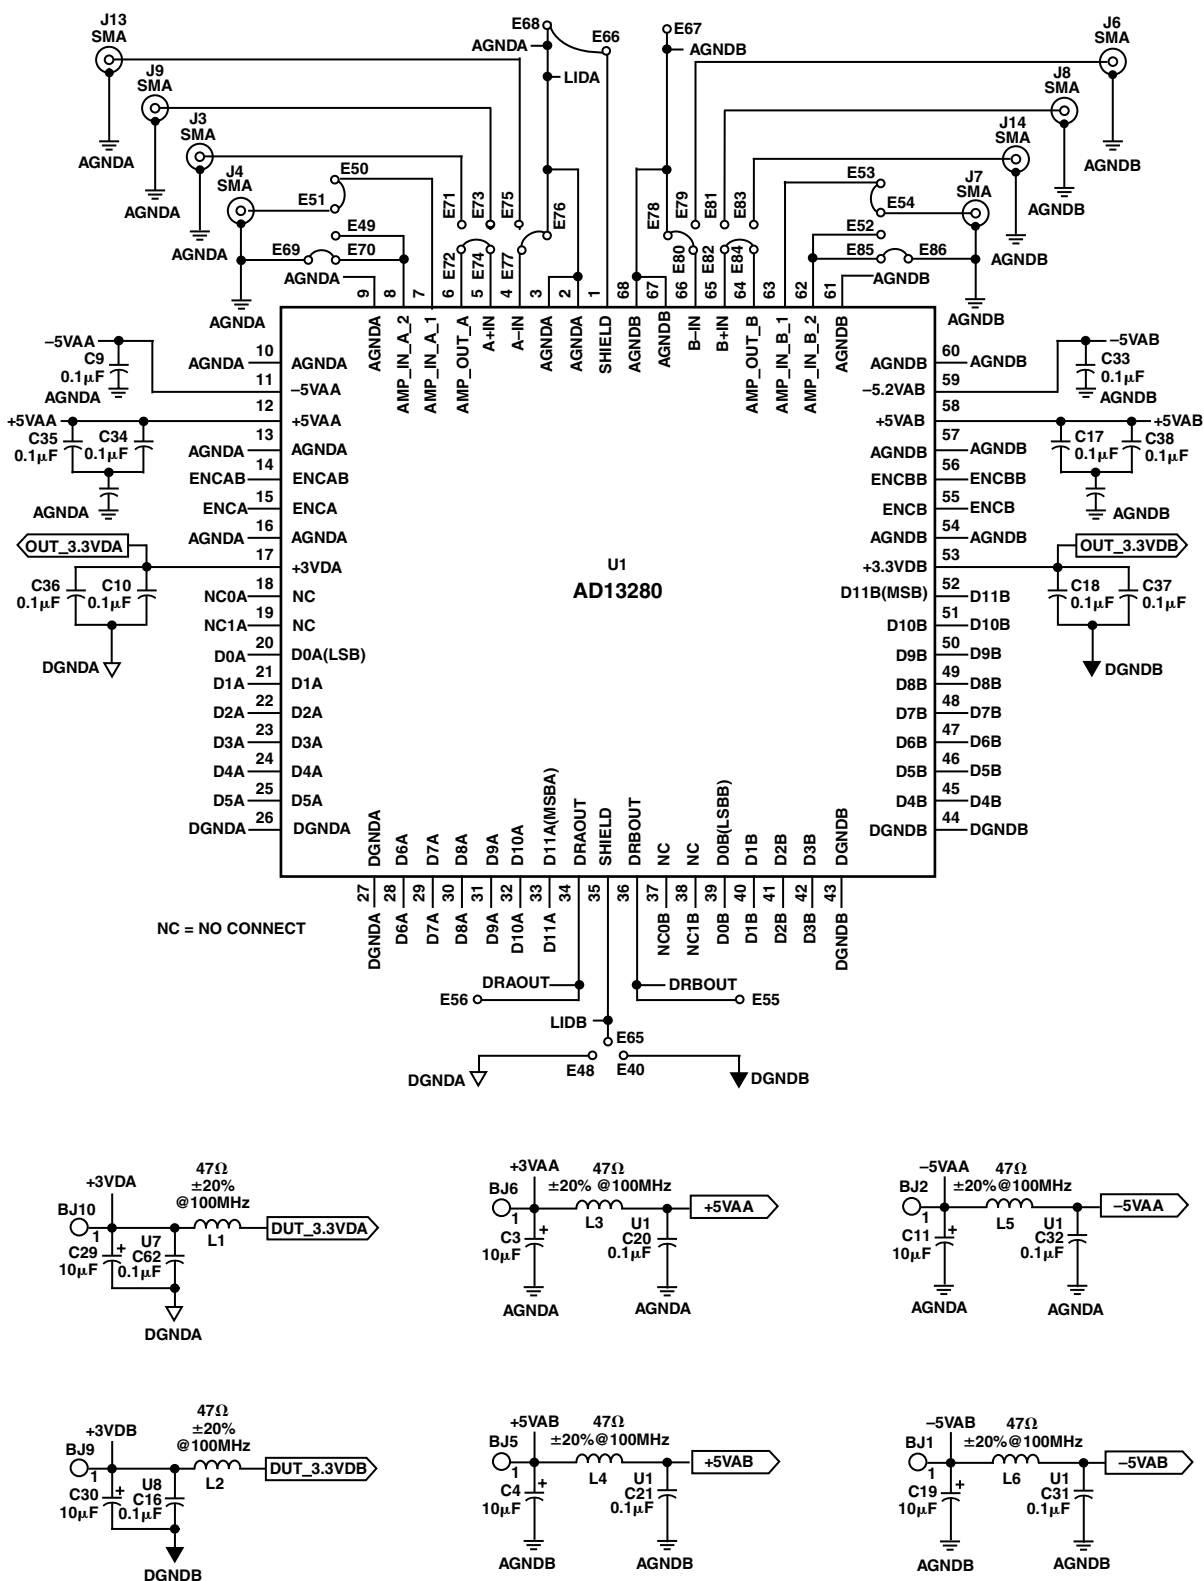 J13
SMA
J9
SMA
J3
SMA
J4
SMA
AGNDA
AGNDA
AGNDA
AGNDA
E68
E66
AGNDA
LIDA
E67
AGNDB
J6
SMA
J8
SMA
J14
SMA
J7
SMA
AGNDB
AGNDB
AGNDB
AGNDB
E50
E51
E49
E69
E70
AGNDA
E71
E73
E75
E76
E72
E74
E77
E78
E79
E81
E83
E80
E82
E84
E53
E54
E52
E85
E86
AGNDB
9
8
7
6
5
4
3
2
1
68
67
66
65
64
63
62
61
AGNDA
AMP_IN_A_2
AMP_IN_A_1
AMP_OUT_A
A+IN
A–IN
AGNDA
AGNDA
SHIELD
AGNDB
AGNDB
B–IN
B+IN
AMP_OUT_B
AMP_IN_B_1
AMP_IN_B_2
AGNDB
–5VAA
C9
0.1µF
AGNDA
+5VAA
C35
0.1µF
C34
0.1µF
AGNDA
OUT_3.3VDA
C36
0.1µF
C10
0.1µF
DGNDA
AGNDA 10 AGNDA
11 –5VAA
12 +5VAA
AGNDA 13 AGNDA
ENCAB 14 ENCAB
ENCA 15 ENCA
AGNDA 16 AGNDA
17 +3VDA
NC0A 18 NC
NC1A 19 NC
D0A 20 D0A(LSB)
D1A 21 D1A
D2A 22 D2A
D3A 23 D3A
D4A 24 D4A
D5A 25 D5A
DGNDA 26 DGNDA
U1
AD13280
AGNDB 60 AGNDB
–5.2VAB 59
+5VAB 58
AGNDB 57 AGNDB
ENCBB 56 ENCBB
ENCB 55 ENCB
AGNDB 54 AGNDB
+3.3VDB 53
D11B(MSB) 52 D11B
D10B 51 D10B
D9B 50 D9B
D8B 49 D8B
D7B 48 D7B
D6B 47 D6B
D5B 46 D5B
D4B 45 D4B
DGNDB 44 DGNDB
–5VAB
C33
0.1µF
AGNDB
+5VAB
C17
0.1µF
C38
0.1µF
AGNDB
OUT_3.3VDB
C18
0.1µF
C37
0.1µF
DGNDB
DGNDA
D6A
D7A
D8A
D9A
D10A
D11A(MSBA)
DRAOUT
SHIELD
DRBOUT
NC
NC
D0B(LSBB)
D1B
D2B
D3B
DGNDB
27
28
29
30
31
32
33
34
35
36
37
38
39
40
41
42
43
DGNDA
D6A
D7A
D8A
D9A
D10A
D11A
NC0B
NC1B
D0B
D1B
D2B
D3B
DGNDB
NC = NO CONNECT
DRAOUT
E56
DRBOUT
E55
LIDB
E65
E48
E40
DGNDA
DGNDB
+3VDA
BJ10
1
47Ω
±20%
@100MHz
L1
DUT_3.3VDA
C29
10µF
+
U7
C62
0.1µF
DGNDA
+3VAA
BJ6
1
47Ω
±20% @100MHz
L3
+5VAA
C3
10µF
+
U1
C20
0.1µF
AGNDA
AGNDA
–5VAA
BJ2
1
47Ω
±20% @100MHz
L5
–5VAA
C11
10µF
+
U1
C32
0.1µF
AGNDA
AGNDA
+3VDB
BJ9
1
47Ω
±20%
@100MHz
L2
DUT_3.3VDB
C30
10µF
+
U8
C16
0.1µF
DGNDB
+5VAB
BJ5
1
47Ω
±20%@100MHz
L4
+5VAB
C4
10µF
+
U1
C21
0.1µF
AGNDB
AGNDB
–5VAB
BJ1
1
47Ω
±20%@100MHz
L6
–5VAB
C19
10µF
+
U1
C31
0.1µF
AGNDB
AGNDB